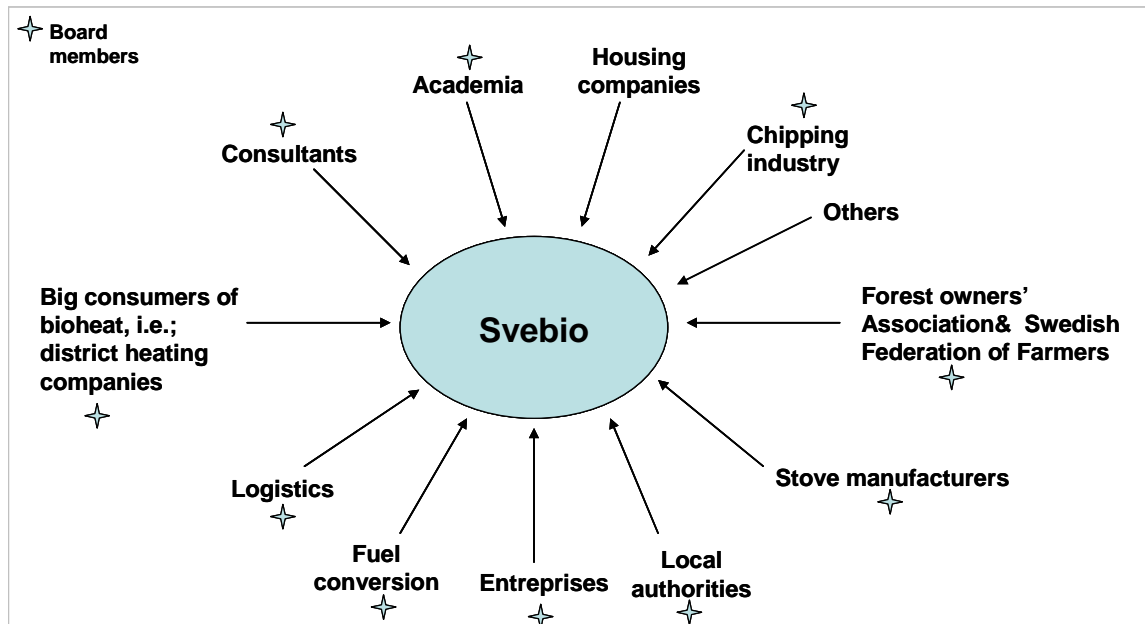 Board
members
Academia
Housing
companies
Consultants
Chipping
industry
Others
Big consumers of
bioheat, i.e.;
district heating
companies
Svebio
Forest owners’
Association& Swedish
Federation of Farmers
Logistics
Stove manufacturers
Fuel
conversion
Entreprises
Local
authorities